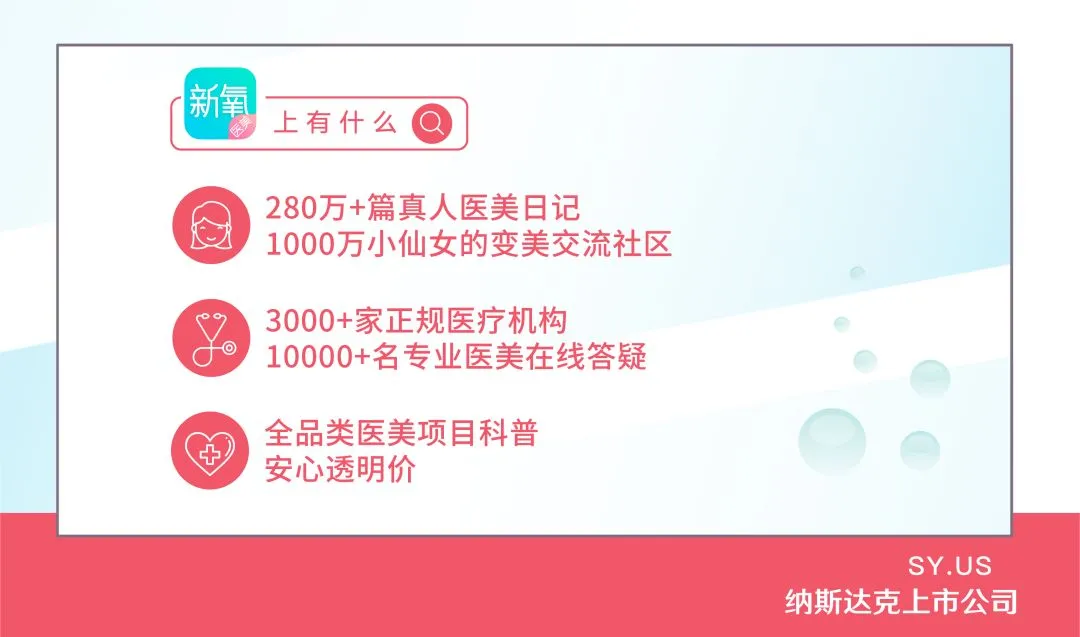 新氧
医美
上有什么
280万+篇真人医美日记
1000万小仙女的变美交流社区
3000+家正规医疗机构
10000+名专业医美在线答疑
全品类医美项目科普
安心透明价
SY.US
纳斯达克上市公司